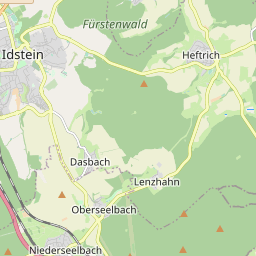 Fürstenwald
Idstein
Heftrich
Dasbach
Lenzhahn
Oberseelbach
Niederseelbach